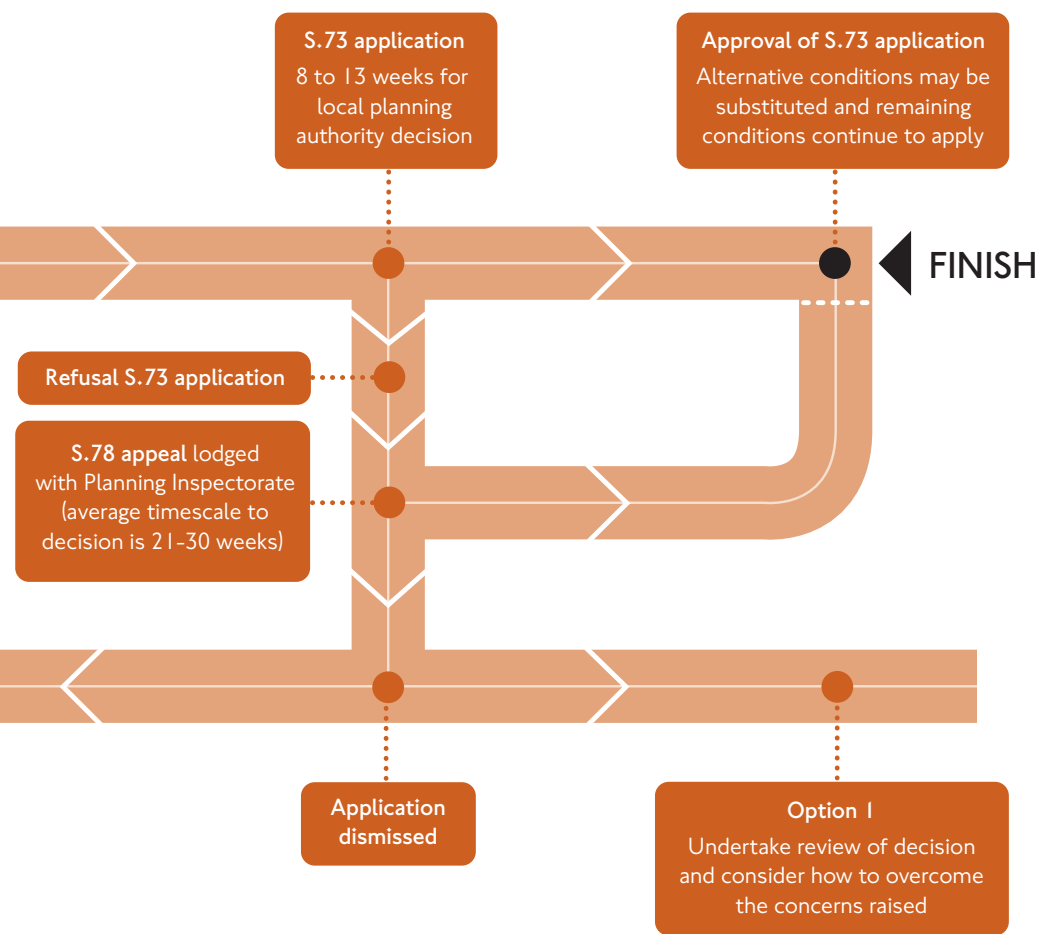 S.73 application
8 to 13 weeks for
local planning
authority decision
Approval of S.73 application
Alternative conditions may be
substituted and remaining
conditions continue to apply
FINISH
Refusal S.73 application
S.78 appeal lodged
with Planning Inspectorate
(average timescale to
decision is 21-30 weeks)
Application
dismissed
Option 1
Undertake review of decision
and consider how to overcome
the concerns raised